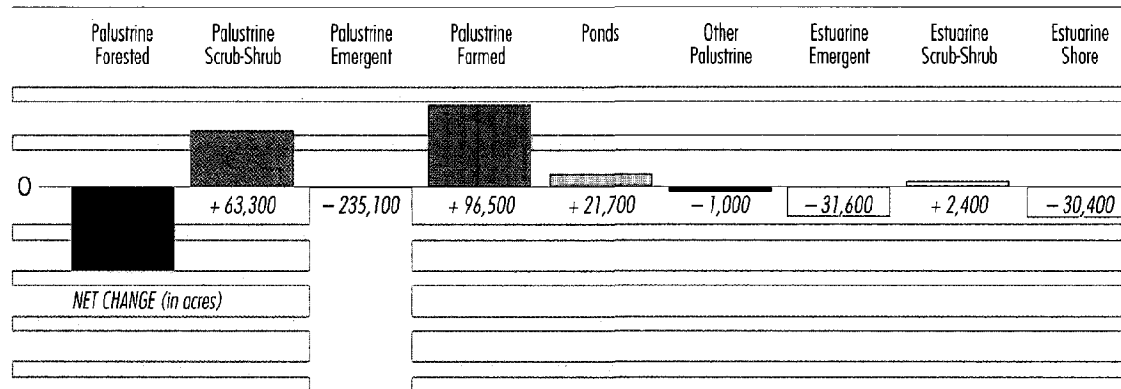 Palustrine Forested
Palustrine Scrub-Shrub
Palustrine Emergent
Palustrine Farmed
Ponds
Other Palustrine
Estuarine Emergent
Estuarine Scrub-Shrub
Estuarine Shore
0
+ 63,300
– 235,100
+ 96,500
+ 21,700
– 1,000
– 31,600
+ 2,400
– 30,400
NET CHANGE (in acres)